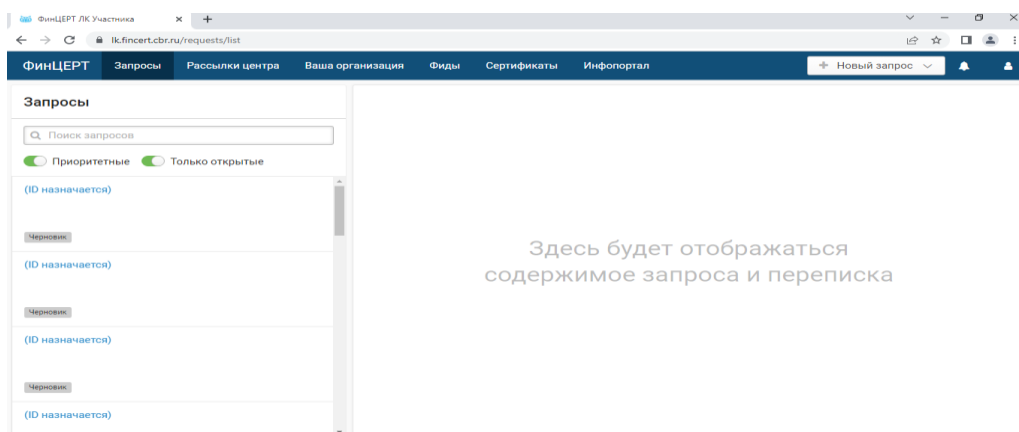 ФинЦЕРТ ЛК Участника
lk.fincert.cbr.ru/requests/list
ФинЦЕРТ Запросы Рассылки центра Ваша организация Фиды Сертификаты Инфопортал + Новый запрос
Запросы
Поиск запросов
Приоритетные Только открытые
(ID назначается)
Черновик
(ID назначается)
Черновик
(ID назначается)
Черновик
(ID назначается)
Здесь будет отображаться
содержимое запроса и переписка